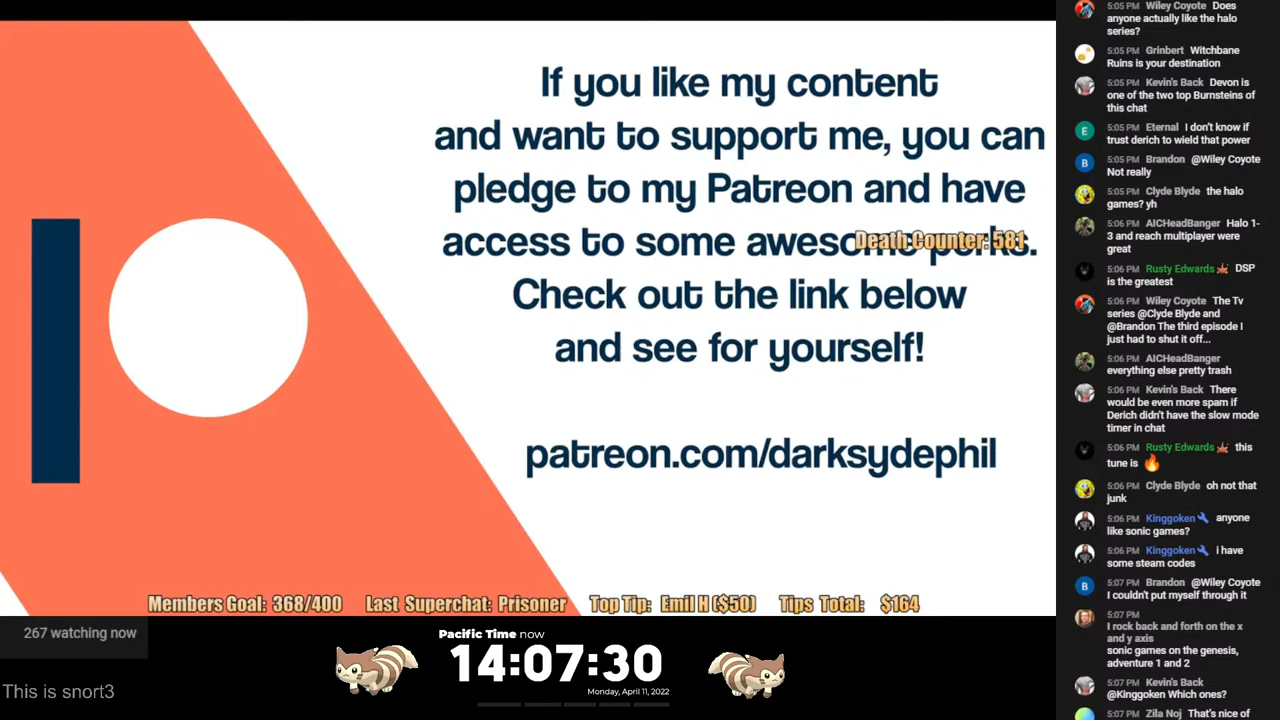 If you like my content
and want to support me, you can
pledge to my Patreon and have
access to some awesome perks.
Death Counter: 581
Check out the link below
and see for yourself!
patreon.com/darksydephil
Members Goal: 368/400 Last Superchat: Prisoner Top Tip: Emil H ($50) Tips Total: $164
267 watching now
This is snort3
Pacific Time now
14:07:30
Monday, April 11, 2022
5:05 PM Wiley Coyote Does
anyone actually like the halo
series?
5:05 PM Grinbert Witchbane
Ruins is your destination
5:05 PM Kevin's Back Devon is
one of the two top Burnsteins of
this chat
E
5:05 PM Eternal I don't know if
trust derich to wield that power
B
5:05 PM Brandon @Wiley Coyote
Not really
5:05 PM Clyde Blyde the halo
games? yh
5:06 PM AICHeadBanger Halo 1-
3 and reach multiplayer were
great
5:06 PM Rusty Edwards DSP
is the greatest
5:06 PM Wiley Coyote The Tv
series @Clyde Blyde and
@Brandon The third episode I
just had to shut it off...
5:06 PM AICHeadBanger
everything else pretty trash
5:06 PM Kevin's Back There
would be even more spam if
Derich didn't have the slow mode
timer in chat
5:06 PM Rusty Edwards this
tune is 🔥
5:06 PM Clyde Blyde oh not that
junk
5:06 PM Kinggoken anyone
like sonic games?
5:06 PM Kinggoken i have
some steam codes
B
5:07 PM Brandon @Wiley Coyote
I couldn't put myself through it
5:07 PM
I rock back and forth on the x
and y axis
sonic games on the genesis,
adventure 1 and 2
5:07 PM Kevin's Back
@Kinggoken Which ones?
5:07 PM Zila Noj That's nice of